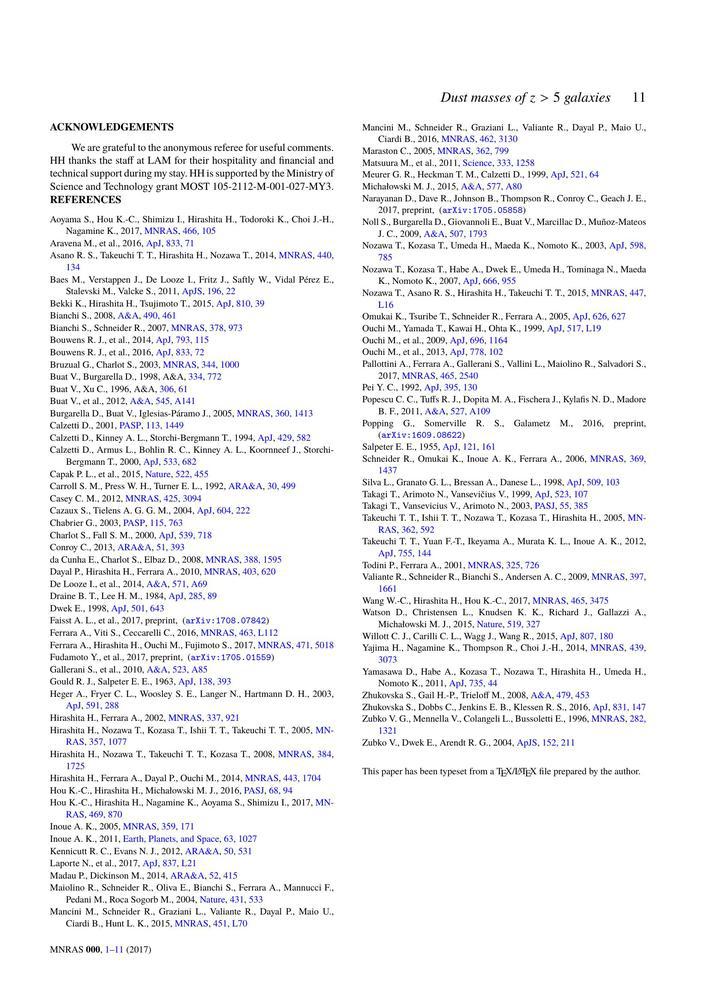 Dust masses of z > 5 galaxies 11
ACKNOWLEDGEMENTS
We are grateful to the anonymous referee for useful comments.
HH thanks the staff at LAM for their hospitality and financial and
technical support during my stay. HH is supported by the Ministry of
Science and Technology grant MOST 105-2112-M-001-027-MY3.
REFERENCES
Aoyama S., Hou K.-C., Shimizu I., Hirashita H., Todoroki K., Choi J.-H.,
Nagamine K., 2017, MNRAS, 466, 105
Aravena M., et al., 2016, ApJ, 833, 71
Asano R. S., Takeuchi T. T., Hirashita H., Nozawa T., 2014, MNRAS, 440,
134
Baes M., Verstappen J., De Looze I., Fritz J., Saftly W., Vidal Pérez E.,
Stalevski M., Valcke S., 2011, ApJS, 196, 22
Bekki K., Hirashita H., Tsujimoto T., 2015, ApJ, 810, 39
Bianchi S., 2008, A&A, 490, 461
Bianchi S., Schneider R., 2007, MNRAS, 378, 973
Bouwens R. J., et al., 2014, ApJ, 793, 115
Bouwens R. J., et al., 2016, ApJ, 833, 72
Bruzual G., Charlot S., 2003, MNRAS, 344, 1000
Buat V., Burgarella D., 1998, A&A, 334, 772
Buat V., Xu C., 1996, A&A, 306, 61
Buat V., et al., 2012, A&A, 545, A141
Burgarella D., Buat V., Iglesias-Páramo J., 2005, MNRAS, 360, 1413
Calzetti D., 2001, PASP, 113, 1449
Calzetti D., Kinney A. L., Storchi-Bergmann T., 1994, ApJ, 429, 582
Calzetti D., Armus L., Bohlin R. C., Kinney A. L., Koornneef J., Storchi-
Bergmann T., 2000, ApJ, 533, 682
Capak P. L., et al., 2015, Nature, 522, 455
Carroll S. M., Press W. H., Turner E. L., 1992, ARA&A, 30, 499
Casey C. M., 2012, MNRAS, 425, 3094
Cazaux S., Tielens A. G. G. M., 2004, ApJ, 604, 222
Chabrier G., 2003, PASP, 115, 763
Charlot S., Fall S. M., 2000, ApJ, 539, 718
Conroy C., 2013, ARA&A, 51, 393
da Cunha E., Charlot S., Elbaz D., 2008, MNRAS, 388, 1595
Dayal P., Hirashita H., Ferrara A., 2010, MNRAS, 403, 620
De Looze I., et al., 2014, A&A, 571, A69
Draine B. T., Lee H. M., 1984, ApJ, 285, 89
Dwek E., 1998, ApJ, 501, 643
Faisst A. L., et al., 2017, preprint, (arXiv:1708.07842)
Ferrara A., Viti S., Ceccarelli C., 2016, MNRAS, 463, L112
Ferrara A., Hirashita H., Ouchi M., Fujimoto S., 2017, MNRAS, 471, 5018
Fudamoto Y., et al., 2017, preprint, (arXiv:1705.01559)
Gallerani S., et al., 2010, A&A, 523, A85
Gould R. J., Salpeter E. E., 1963, ApJ, 138, 393
Heger A., Fryer C. L., Woosley S. E., Langer N., Hartmann D. H., 2003,
ApJ, 591, 288
Hirashita H., Ferrara A., 2002, MNRAS, 337, 921
Hirashita H., Nozawa T., Kozasa T., Ishii T. T., Takeuchi T. T., 2005, MN-
RAS, 357, 1077
Hirashita H., Nozawa T., Takeuchi T. T., Kozasa T., 2008, MNRAS, 384,
1725
Hirashita H., Ferrara A., Dayal P., Ouchi M., 2014, MNRAS, 443, 1704
Hou K.-C., Hirashita H., Michałowski M. J., 2016, PASJ, 68, 94
Hou K.-C., Hirashita H., Nagamine K., Aoyama S., Shimizu I., 2017, MN-
RAS, 469, 870
Inoue A. K., 2005, MNRAS, 359, 171
Inoue A. K., 2011, Earth, Planets, and Space, 63, 1027
Kennicutt R. C., Evans N. J., 2012, ARA&A, 50, 531
Laporte N., et al., 2017, ApJ, 837, L21
Madau P., Dickinson M., 2014, ARA&A, 52, 415
Maiolino R., Schneider R., Oliva E., Bianchi S., Ferrara A., Mannucci F.,
Pedani M., Roca Sogorb M., 2004, Nature, 431, 533
Mancini M., Schneider R., Graziani L., Valiante R., Dayal P., Maio U.,
Ciardi B., Hunt L. K., 2015, MNRAS, 451, L70
Mancini M., Schneider R., Graziani L., Valiante R., Dayal P., Maio U.,
Ciardi B., 2016, MNRAS, 462, 3130
Maraston C., 2005, MNRAS, 362, 799
Matsuura M., et al., 2011, Science, 333, 1258
Meurer G. R., Heckman T. M., Calzetti D., 1999, ApJ, 521, 64
Michałowski M. J., 2015, A&A, 577, A80
Narayanan D., Dave R., Johnson B., Thompson R., Conroy C., Geach J. E.,
2017, preprint, (arXiv:1705.05858)
Noll S., Burgarella D., Giovannoli E., Buat V., Marcillac D., Muñoz-Mateos
J. C., 2009, A&A, 507, 1793
Nozawa T., Kozasa T., Umeda H., Maeda K., Nomoto K., 2003, ApJ, 598,
785
Nozawa T., Kozasa T., Habe A., Dwek E., Umeda H., Tominaga N., Maeda
K., Nomoto K., 2007, ApJ, 666, 955
Nozawa T., Asano R. S., Hirashita H., Takeuchi T. T., 2015, MNRAS, 447,
L16
Omukai K., Tsuribe T., Schneider R., Ferrara A., 2005, ApJ, 626, 627
Ouchi M., Yamada T., Kawai H., Ohta K., 1999, ApJ, 517, L19
Ouchi M., et al., 2009, ApJ, 696, 1164
Ouchi M., et al., 2013, ApJ, 778, 102
Pallottini A., Ferrara A., Gallerani S., Vallini L., Maiolino R., Salvadori S.,
2017, MNRAS, 465, 2540
Pei Y. C., 1992, ApJ, 395, 130
Popescu C. C., Tuffs R. J., Dopita M. A., Fischera J., Kylafis N. D., Madore
B. F., 2011, A&A, 527, A109
Popping G., Somerville R. S., Galametz M., 2016, preprint,
(arXiv:1609.08622)
Salpeter E. E., 1955, ApJ, 121, 161
Schneider R., Omukai K., Inoue A. K., Ferrara A., 2006, MNRAS, 369,
1437
Silva L., Granato G. L., Bressan A., Danese L., 1998, ApJ, 509, 103
Takagi T., Arimoto N., Vansevičius V., 1999, ApJ, 523, 107
Takagi T., Vansevicius V., Arimoto N., 2003, PASJ, 55, 385
Takeuchi T. T., Ishii T. T., Nozawa T., Kozasa T., Hirashita H., 2005, MN-
RAS, 362, 592
Takeuchi T. T., Yuan F.-T., Ikeyama A., Murata K. L., Inoue A. K., 2012,
ApJ, 755, 144
Todini P., Ferrara A., 2001, MNRAS, 325, 726
Valiante R., Schneider R., Bianchi S., Andersen A. C., 2009, MNRAS, 397,
1661
Wang W.-C., Hirashita H., Hou K.-C., 2017, MNRAS, 465, 3475
Watson D., Christensen L., Knudsen K. K., Richard J., Gallazzi A.,
Michałowski M. J., 2015, Nature, 519, 327
Willott C. J., Carilli C. L., Wagg J., Wang R., 2015, ApJ, 807, 180
Yajima H., Nagamine K., Thompson R., Choi J.-H., 2014, MNRAS, 439,
3073
Yamasawa D., Habe A., Kozasa T., Nozawa T., Hirashita H., Umeda H.,
Nomoto K., 2011, ApJ, 735, 44
Zhukovska S., Gail H.-P., Trieloff M., 2008, A&A, 479, 453
Zhukovska S., Dobbs C., Jenkins E. B., Klessen R. S., 2016, ApJ, 831, 147
Zubko V. G., Mennella V., Colangeli L., Bussoletti E., 1996, MNRAS, 282,
1321
Zubko V., Dwek E., Arendt R. G., 2004, ApJS, 152, 211
This paper has been typeset from a TEX/LATEX file prepared by the author.
MNRAS 000, 1–11 (2017)